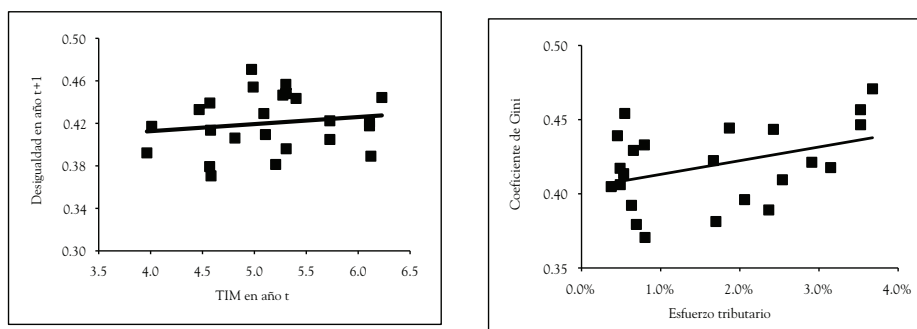 0.50
0.46
0.42
0.38
0.34
0.30
Desigualdad en año t+1
3.5 4.0 4.5 5.0 5.5 6.0 6.5
TIM en año t
0.50
0.45
0.40
0.35
Coeficiente de Gini
0.0% 1.0% 2.0% 3.0% 4.0%
Esfuerzo tributario